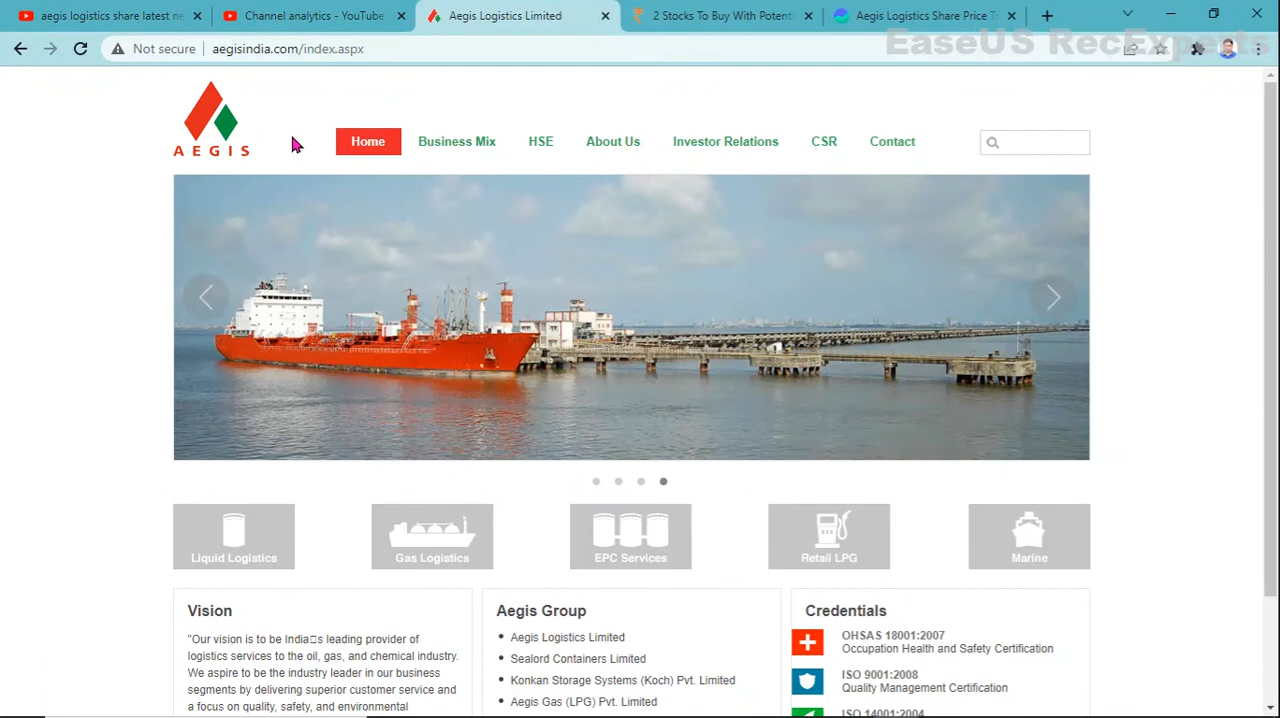 aegis logistics share latest ne
Channel analytics - YouTube
Aegis Logistics Limited
2 Stocks To Buy With Potenti
Aegis Logistics Share Price T
Not secure
aegisindia.com/index.aspx
EaseUS RecExperts
AEGIS
Home
Business Mix
HSE
About Us
Investor Relations
CSR
Contact
Liquid Logistics
Gas Logistics
EPC Services
Retail LPG
Marine
Vision
"Our vision is to be India□s leading provider of
logistics services to the oil, gas, and chemical industry.
We aspire to be the industry leader in our business
segments by delivering superior customer service and
a focus on quality, safety, and environmental
Aegis Group
• Aegis Logistics Limited
• Sealord Containers Limited
• Konkan Storage Systems (Koch) Pvt. Limited
• Aegis Gas (LPG) Pvt. Limited
Credentials
OHSAS 18001:2007
Occupation Health and Safety Certification
ISO 9001:2008
Quality Management Certification
ISO 14001:2004